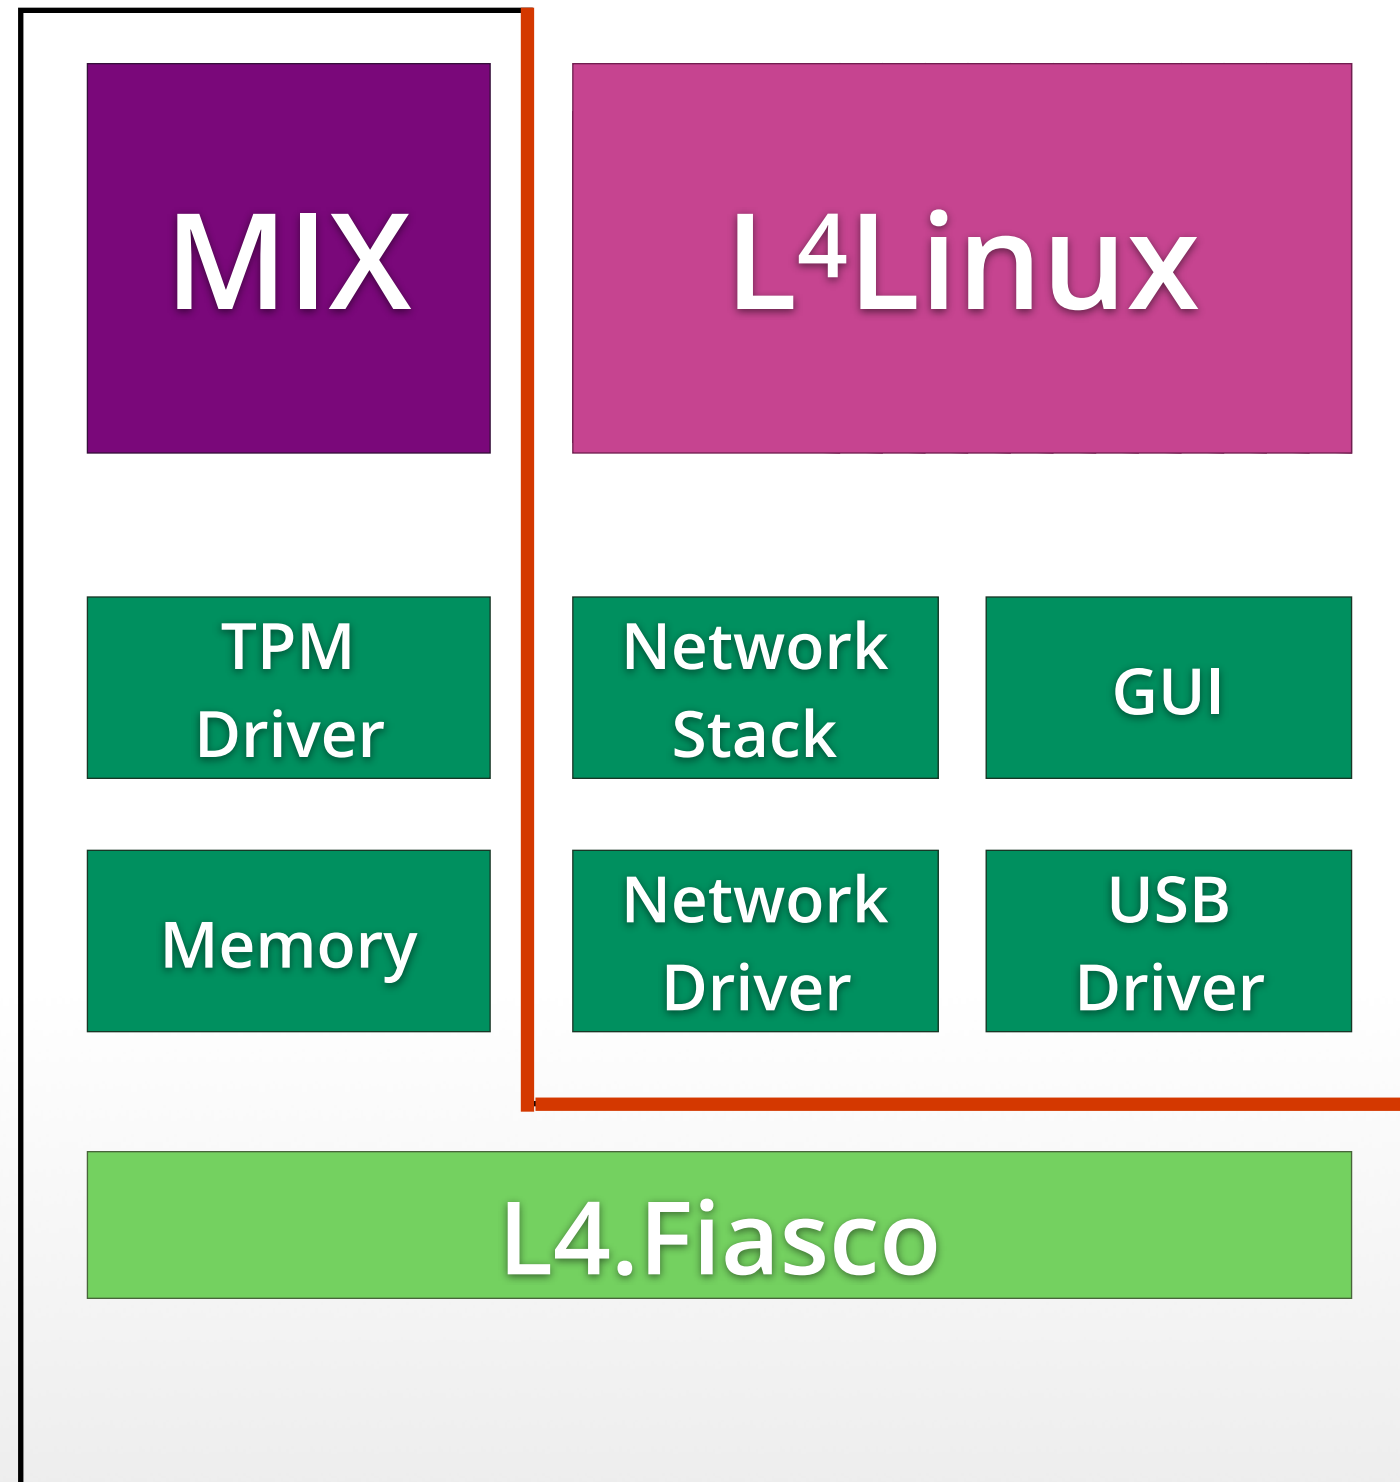 MIX
L⁴Linux
TPM
Driver
Network
Stack
GUI
Memory
Network
Driver
USB
Driver
L4.Fiasco